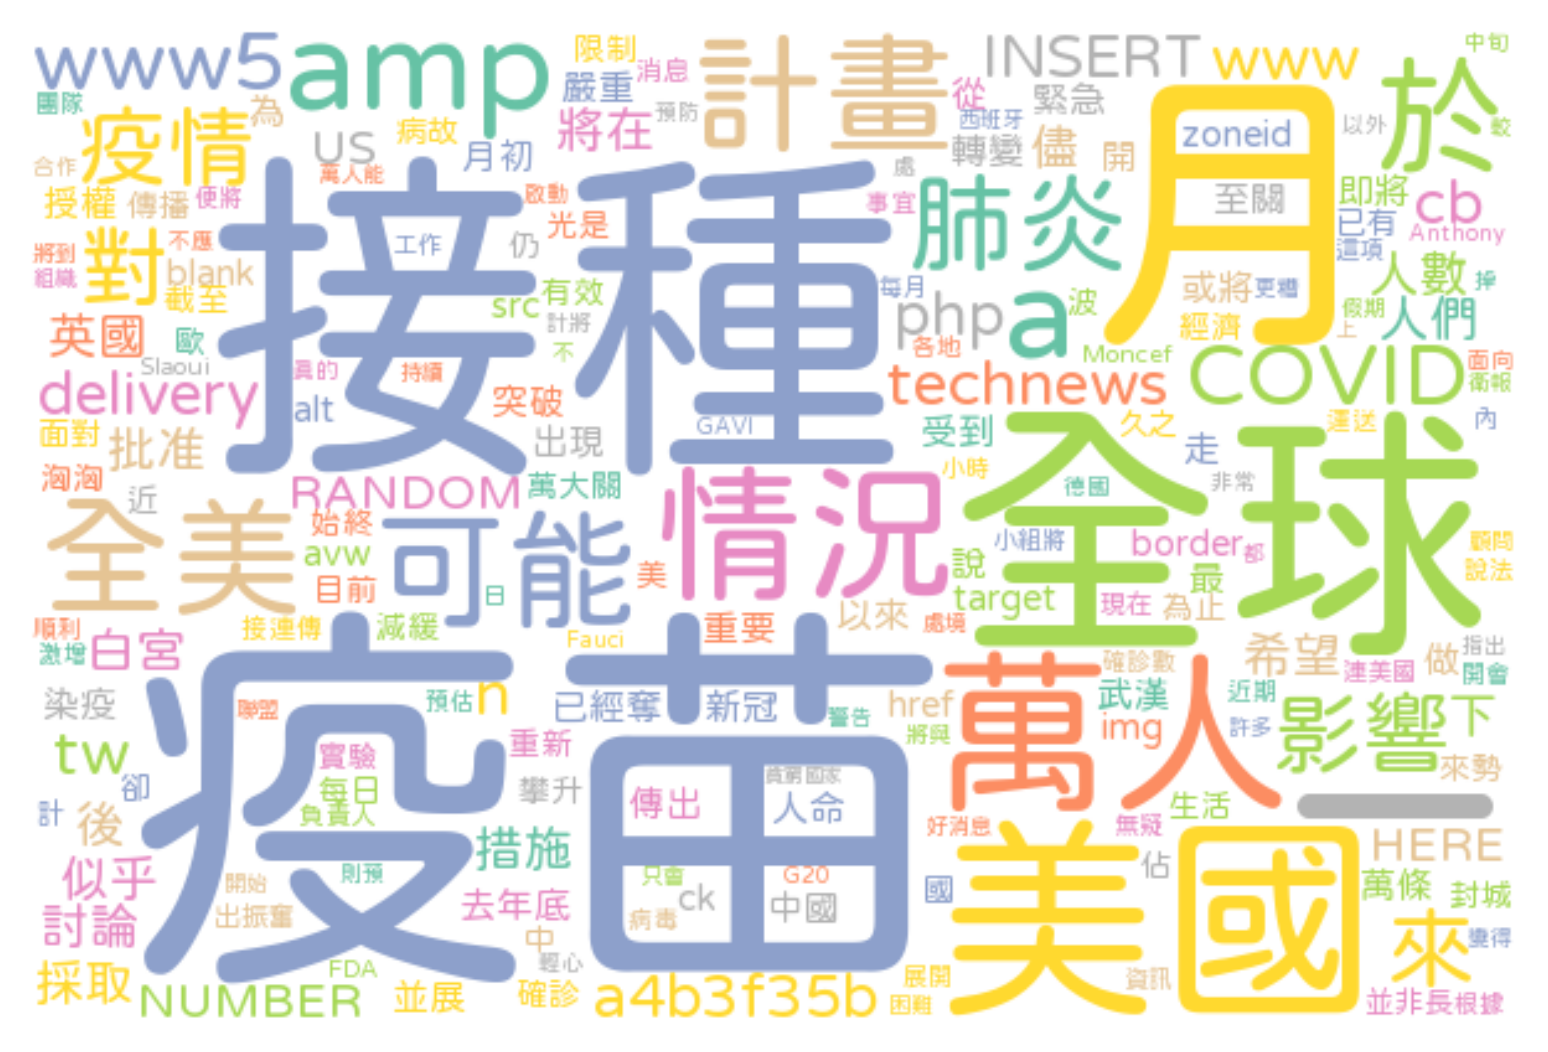 www5
amp
限制
消息
計畫
INSERT
www
中旬
團隊
疫情
為
嚴重
預防
將在
從
緊急
西班牙
月
zoneid
以外
於
較
US
病故
月初
轉變
儘
開
合作
萬人能
處
授權
傳播
便將
啟動
事宜
肺炎
至關
即將
cb
已有
Anthony
將到
組織
對
不應
blank
截至
接種
工作
仍
光是
這項
src
有效
每月
或將
更糟
人數
英國
歐
計將
不
php
a
波
經濟
假期
上
人們
各地
Moncef
COVID
Slaoui
真的
持續
technews
面向
衛報
delivery
alt
突破
GAVI
受到
久之
運送
內
面對
批准
出現
走
小時
洶洶
近
RANDOM
萬大關
情況
全球
德國
非常
全美
始終
可能
avw
小組將
border
都
顧問
說法
目前
日
美
說
target
最
現在
為止
順利
激增
白宮
接連傳
減緩
Fauci
重要
以來
處境
希望
做
指出
確診數
連美國
開會
染疫
聯盟
疫苗
預估
n
已經奪
新冠
警告
href
將與
萬人
武漢
img
近期
許多
影響
下
tw
實驗
重新
來勢
卻
每日
攀升
貧窮國家
計
後
負責人
傳出
人命
生活
一
措施
好消息
無疑
HERE
似乎
則預
只會
G20
佔
開始
ck
美國
國
萬條
封城
討論
出振奮
去年底
病毒
中國
中
來
變得
採取
FDA
輕心
展開
資訊
NUMBER
並展
確診
a4b3f35b
困難
並非長
根據